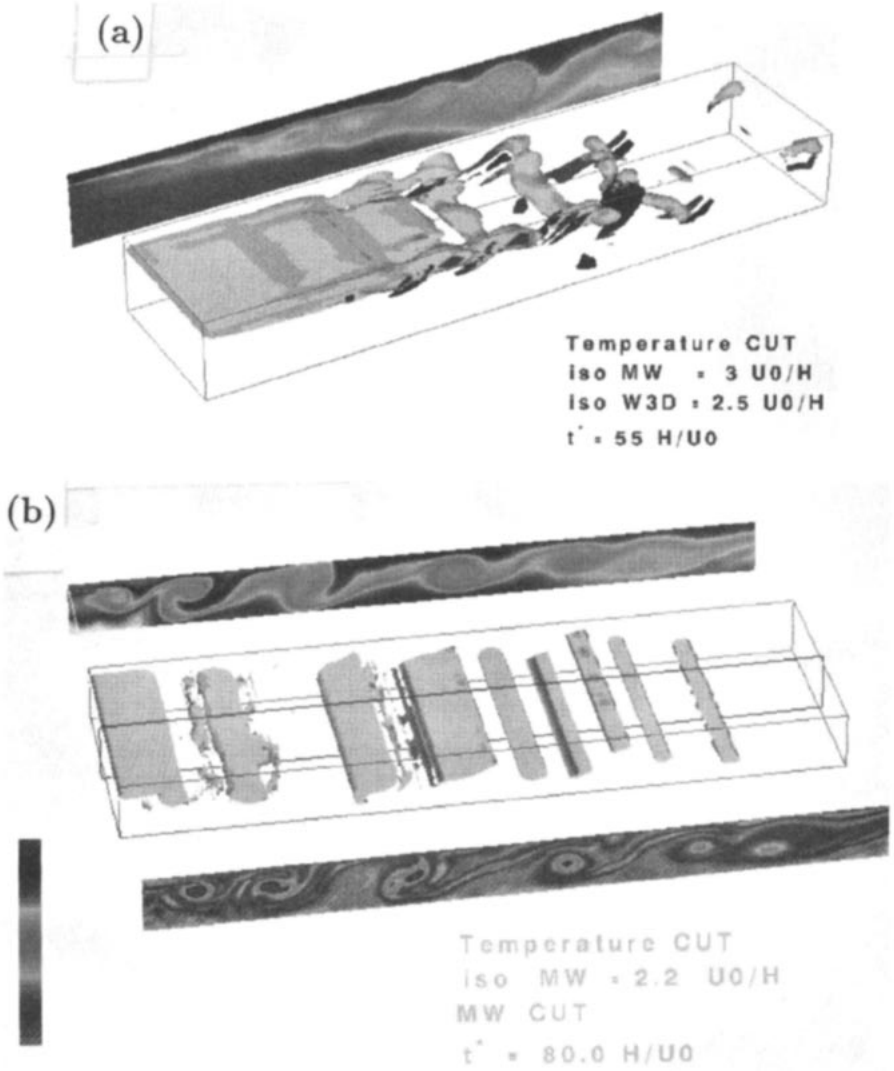 (a)
Temperature CUT
iso MW = 3 U0/H
iso W3D = 2.5 U0/H
t* = 55 H/U0
(b)
Temperature CUT
iso MW = 2.2 U0/H
MW CUT
t* = 80.0 H/U0